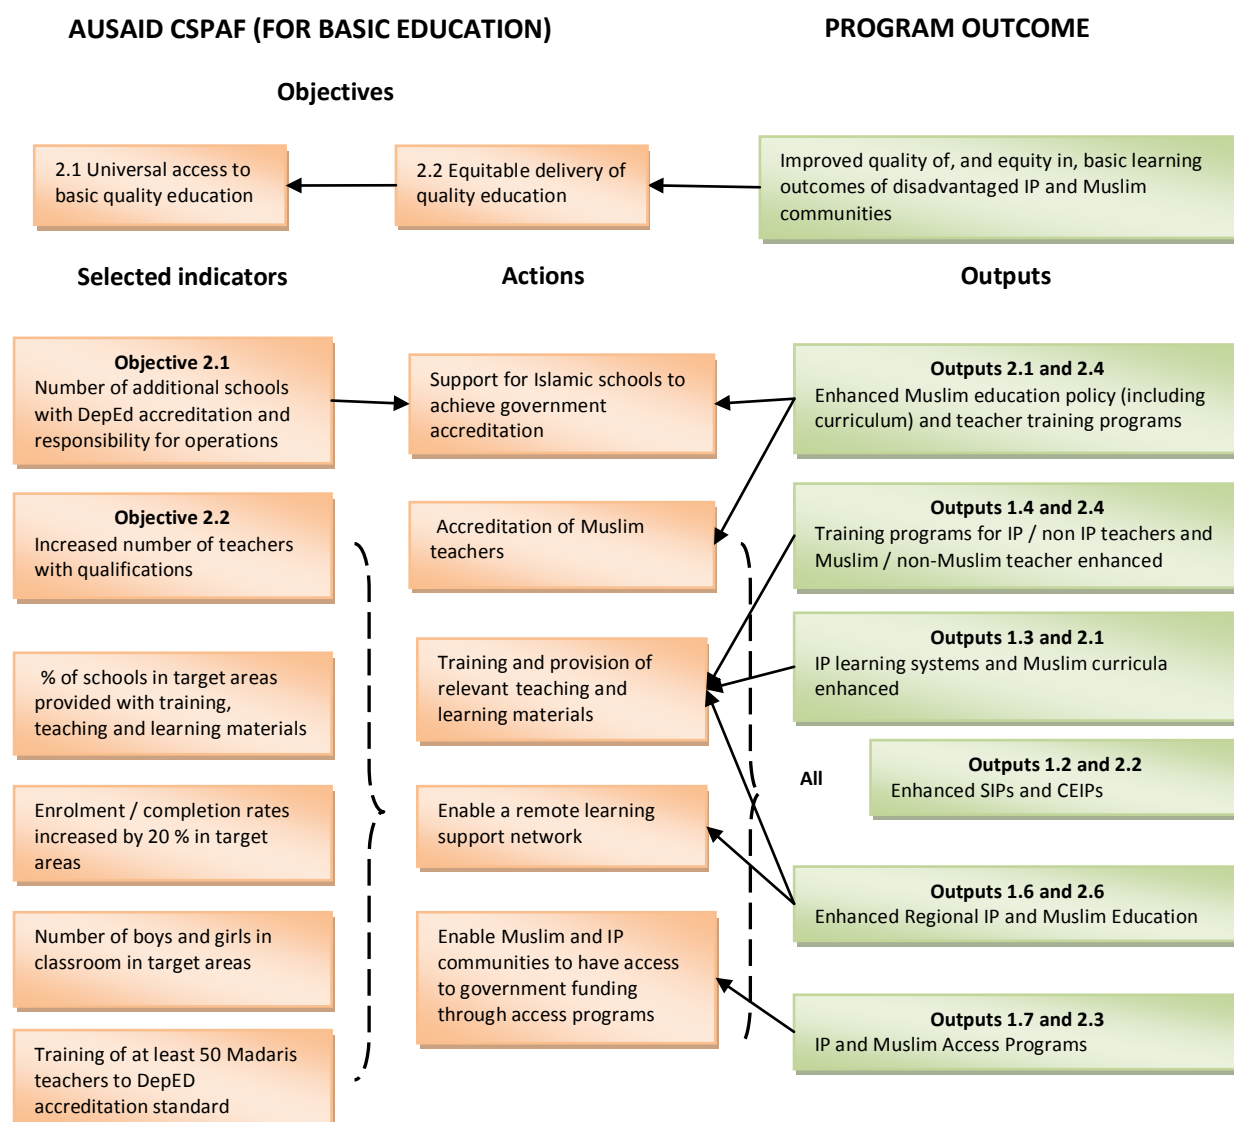 AUSAID CSPAF (FOR BASIC EDUCATION)
PROGRAM OUTCOME
Objectives
2.1 Universal access to
basic quality education
2.2 Equitable delivery of
quality education
Improved quality of, and equity in, basic learning
outcomes of disadvantaged IP and Muslim
communities
Selected indicators
Actions
Outputs
Objective 2.1
Number of additional schools
with DepEd accreditation and
responsibility for operations
Support for Islamic schools to
achieve government
accreditation
Outputs 2.1 and 2.4
Enhanced Muslim education policy (including
curriculum) and teacher training programs
Objective 2.2
Increased number of teachers
with qualifications
Accreditation of Muslim
teachers
Outputs 1.4 and 2.4
Training programs for IP / non IP teachers and
Muslim / non-Muslim teacher enhanced
% of schools in target areas
provided with training,
teaching and learning materials
Training and provision of
relevant teaching and
learning materials
Outputs 1.3 and 2.1
IP learning systems and Muslim curricula
enhanced
All
Outputs 1.2 and 2.2
Enhanced SIPs and CEIPs
Enrolment / completion rates
increased by 20 % in target
areas
Enable a remote learning
support network
Outputs 1.6 and 2.6
Enhanced Regional IP and Muslim Education
Number of boys and girls in
classroom in target areas
Enable Muslim and IP
communities to have access
to government funding
through access programs
Outputs 1.7 and 2.3
IP and Muslim Access Programs
Training of at least 50 Madaris
teachers to DepED
accreditation standard